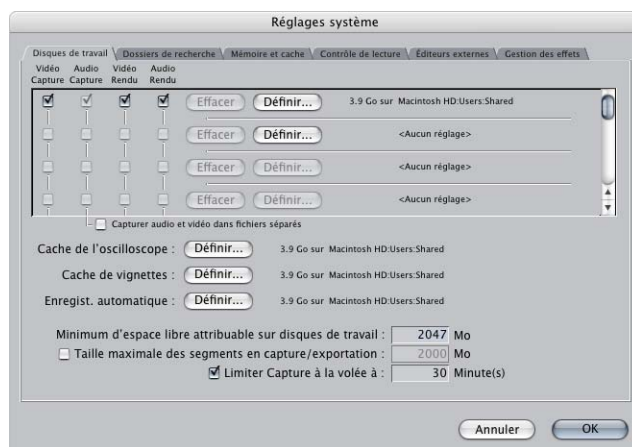 Réglages système
Disques de travail Dossiers de recherche Mémoire et cache Contrôle de lecture Éditeurs externes Gestion des effets
Vidéo Audio Vidéo Audio
Capture Capture Rendu Rendu
Effacer Définir... 3.9 Go sur Macintosh HD:Users:Shared
Effacer Définir... <Aucun réglage>
Effacer Définir... <Aucun réglage>
Effacer Définir... <Aucun réglage>
Capturer audio et vidéo dans fichiers séparés
Cache de l'oscilloscope : Définir... 3.9 Go sur Macintosh HD:Users:Shared
Cache de vignettes : Définir... 3.9 Go sur Macintosh HD:Users:Shared
Enregist. automatique : Définir... 3.9 Go sur Macintosh HD:Users:Shared
Minimum d'espace libre attribuable sur disques de travail : 2047 Mo
Taille maximale des segments en capture/exportation : 2000 Mo
Limiter Capture à la volée à : 30 Minute(s)
Annuler OK